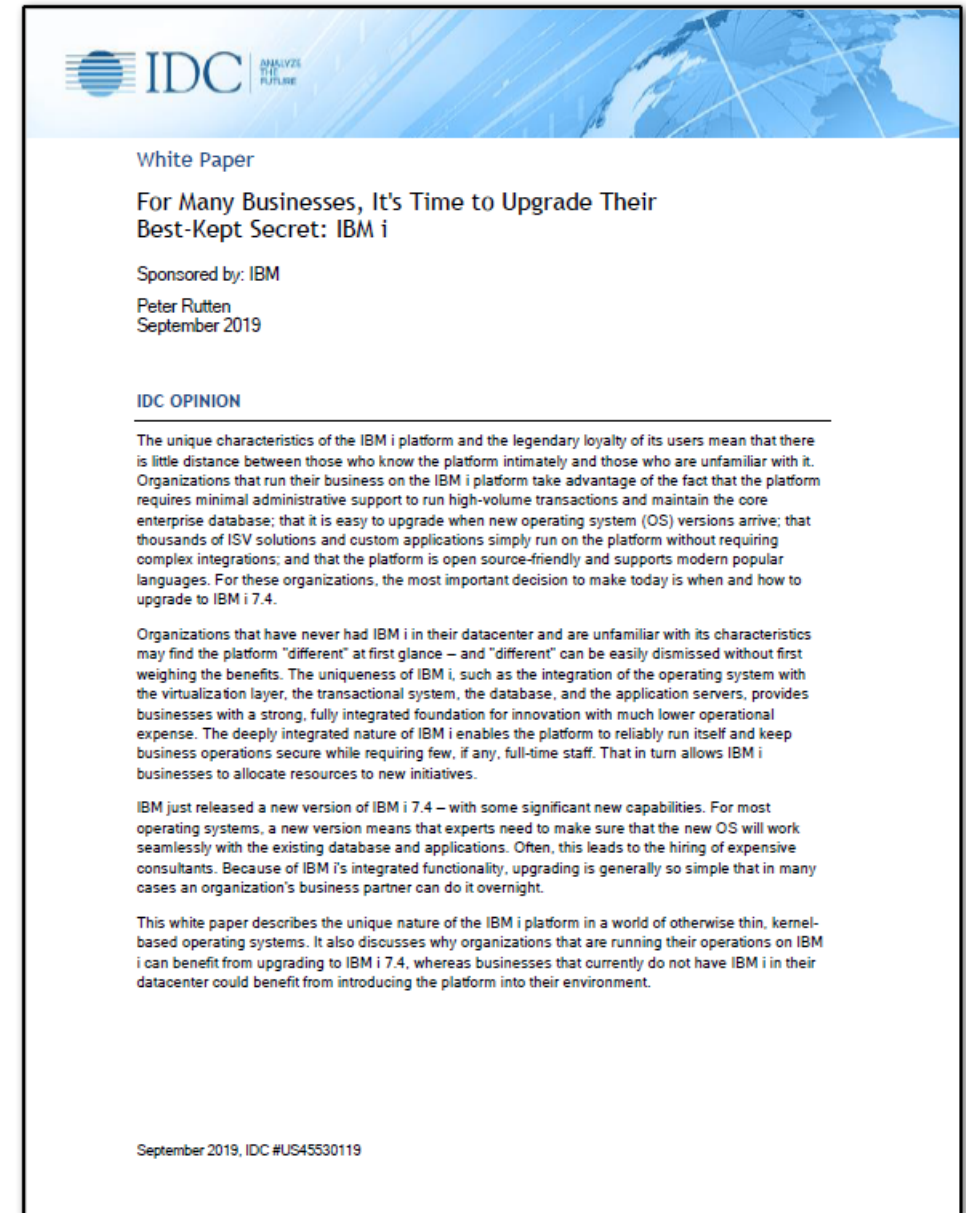 IDC
ANALYZE
THE
FUTURE
White Paper
For Many Businesses, It's Time to Upgrade Their
Best-Kept Secret: IBM i
Sponsored by: IBM
Peter Rutten
September 2019
IDC OPINION
The unique characteristics of the IBM i platform and the legendary loyalty of its users mean that there
is little distance between those who know the platform intimately and those who are unfamiliar with it.
Organizations that run their business on the IBM i platform take advantage of the fact that the platform
requires minimal administrative support to run high-volume transactions and maintain the core
enterprise database; that it is easy to upgrade when new operating system (OS) versions arrive; that
thousands of ISV solutions and custom applications simply run on the platform without requiring
complex integrations; and that the platform is open source-friendly and supports modern popular
languages. For these organizations, the most important decision to make today is when and how to
upgrade to IBM i 7.4.
Organizations that have never had IBM i in their datacenter and are unfamiliar with its characteristics
may find the platform "different" at first glance – and "different" can be easily dismissed without first
weighing the benefits. The uniqueness of IBM i, such as the integration of the operating system with
the virtualization layer, the transactional system, the database, and the application servers, provides
businesses with a strong, fully integrated foundation for innovation with much lower operational
expense. The deeply integrated nature of IBM i enables the platform to reliably run itself and keep
business operations secure while requiring few, if any, full-time staff. That in turn allows IBM i
businesses to allocate resources to new initiatives.
IBM just released a new version of IBM i 7.4 – with some significant new capabilities. For most
operating systems, a new version means that experts need to make sure that the new OS will work
seamlessly with the existing database and applications. Often, this leads to the hiring of expensive
consultants. Because of IBM i's integrated functionality, upgrading is generally so simple that in many
cases an organization's business partner can do it overnight.
This white paper describes the unique nature of the IBM i platform in a world of otherwise thin, kernel-
based operating systems. It also discusses why organizations that are running their operations on IBM
i can benefit from upgrading to IBM i 7.4, whereas businesses that currently do not have IBM i in their
datacenter could benefit from introducing the platform into their environment.
September 2019, IDC #US45530119